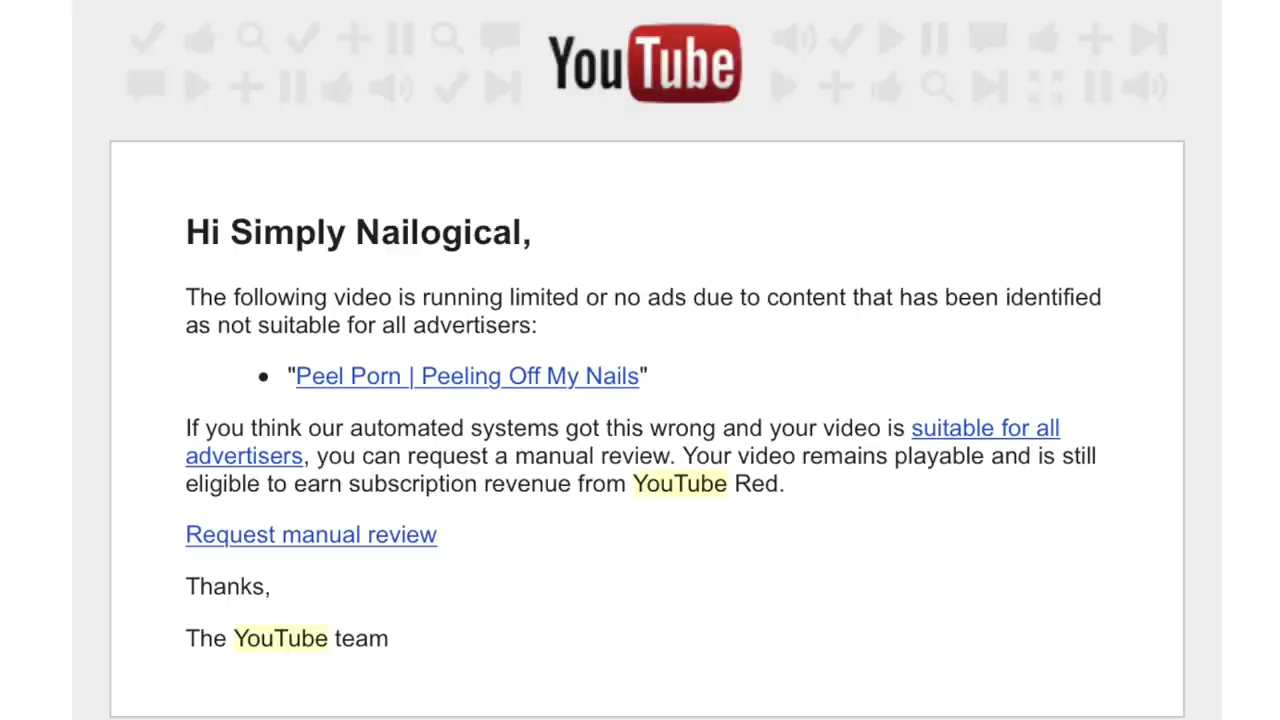 YouTube
Hi Simply Nailogical,
The following video is running limited or no ads due to content that has been identified
as not suitable for all advertisers:
• "Peel Porn | Peeling Off My Nails"
If you think our automated systems got this wrong and your video is suitable for all
advertisers, you can request a manual review. Your video remains playable and is still
eligible to earn subscription revenue from YouTube Red.
Request manual review
Thanks,
The YouTube team